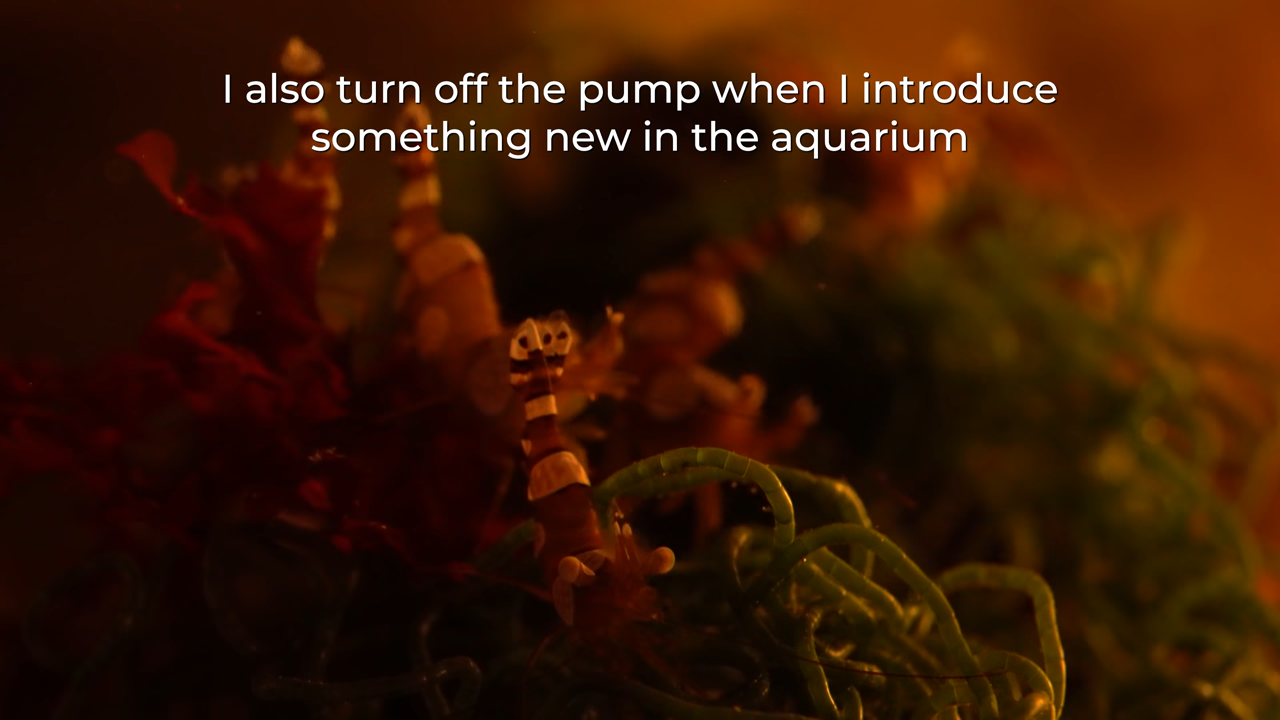 I also turn off the pump when I introduce
something new in the aquarium